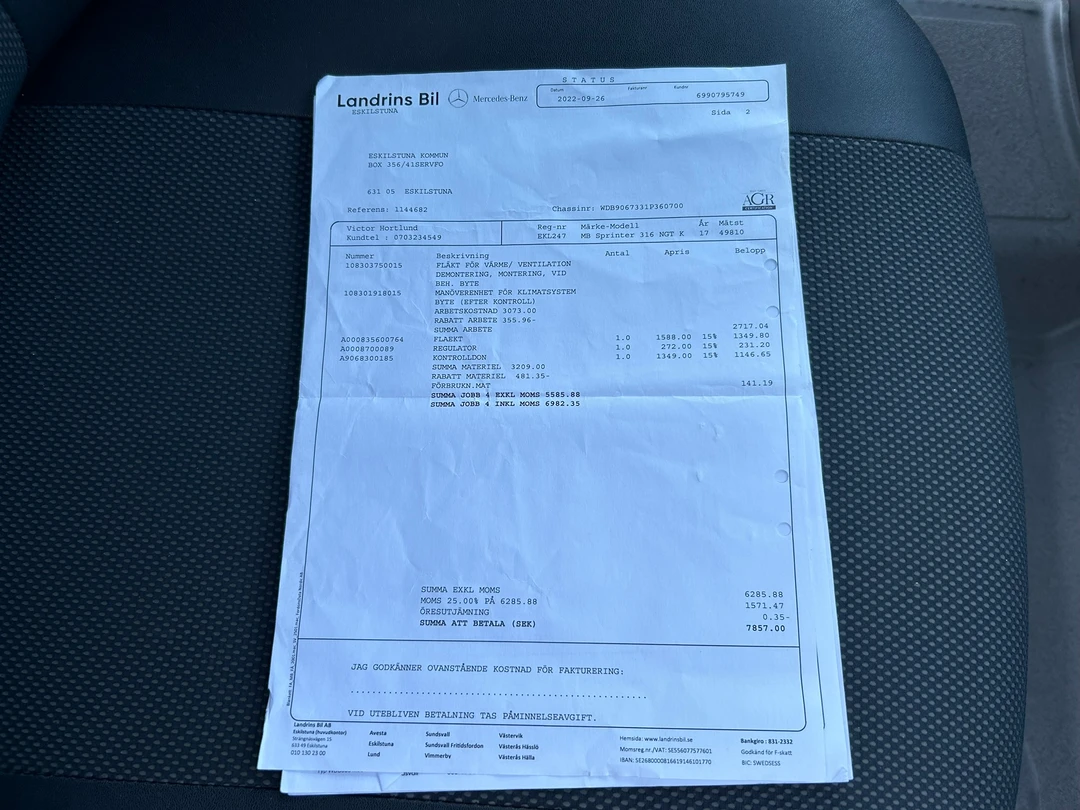 STATUS
Landrins Bil Mercedes-Benz
ESKILSTUNA
Datum Fakturanr Kundnr
2022-09-26 6990795749
Sida 2
ESKILSTUNA KOMMUN
BOX 356/41SERVFO
631 05 ESKILSTUNA
AGR
Referens: 1144682 Chassinr: WDB9067331P360700
Victor Hortlund Reg-nr Märke-Modell År Mätst
Kundtel : 0703234549 EKL247 MB Sprinter 316 NGT K 17 49810
Nummer Beskrivning Antal Apris Belopp
108303750015 FLÄKT FÖR VÄRME/ VENTILATION
DEMONTERING, MONTERING, VID
BEH. BYTE
108301918015 MANÖVERENHET FÖR KLIMATSYSTEM
BYTE (EFTER KONTROLL)
ARBETSKOSTNAD 3073.00
RABATT ARBETE 355.96-
SUMMA ARBETE 2717.04
A000835600764 FLAEKT 1.0 1588.00 15% 1349.80
A0008700089 REGULATOR 1.0 272.00 15% 231.20
A9068300185 KONTROLLDON 1.0 1349.00 15% 1146.65
SUMMA MATERIEL 3209.00
RABATT MATERIEL 481.35-
FÖRBRUKN.MAT 141.19
SUMMA JOBB 4 EXKL MOMS 5585.88
SUMMA JOBB 4 INKL MOMS 6982.35
SUMMA EXKL MOMS 6285.88
MOMS 25.00% PÅ 6285.88 1571.47
ÖRESUTJÄMNING 0.35-
SUMMA ATT BETALA (SEK) 7857.00
JAG GODKÄNNER OVANSTÅENDE KOSTNAD FÖR FAKTURERING:
VID UTEBLIVEN BETALNING TAS PÅMINNELSEAVGIFT.
Landrins Bil AB
Eskilstuna (huvudkontor)
Strängnäsvägen 15
633 49 Eskilstuna
010 130 23 00
Avesta Sundsvall Västervik
Eskilstuna Sundsvall Fritidsfordon Västerås Hässlö
Lund Vimmerby Västerås Hälla
Hemsida: www.landrinsbil.se Bankgiro: 831-2332
Momsreg.nr./VAT: SE556077577601 Godkänd för F-skatt
IBAN: SE2680000816619146101770 BIC: SWEDSESS